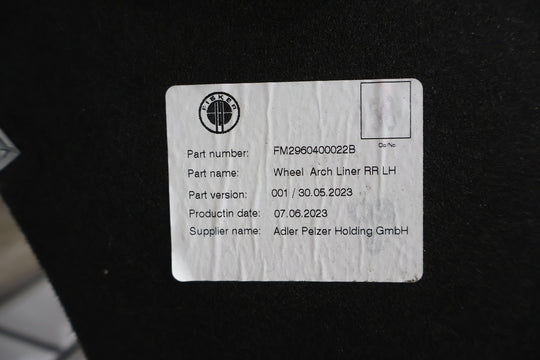 FISKER
Part number: FM2960400022B
Part name: Wheel Arch Liner RR LH
Part version: 001 / 30.05.2023
Productin date: 07.06.2023
Supplier name: Adler Pelzer Holding GmbH